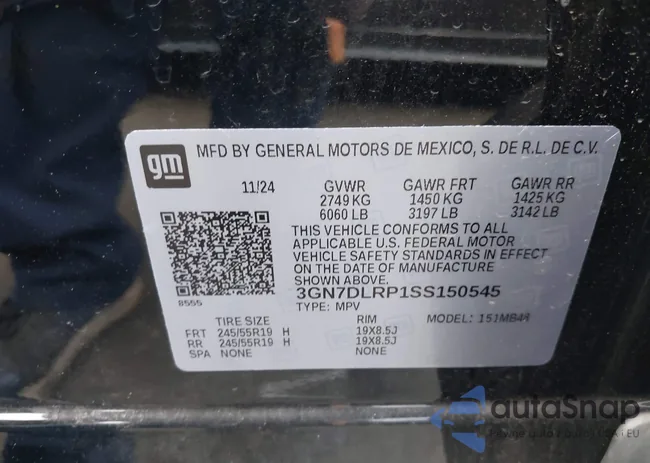 gm
MFD BY GENERAL MOTORS DE MEXICO, S. DE R.L. DE C.V.
11/24 GVWR GAWR FRT GAWR RR
2749 KG 1450 KG 1425 KG
6060 LB 3197 LB 3142 LB
THIS VEHICLE CONFORMS TO ALL
APPLICABLE U.S. FEDERAL MOTOR
VEHICLE SAFETY STANDARDS IN EFFECT
ON THE DATE OF MANUFACTURE
SHOWN ABOVE.
8555
3GN7DLRP1SS150545
TYPE: MPV MODEL: 151MB48
TIRE SIZE RIM
FRT 245/55R19 H 19X8.5J
RR 245/55R19 H 19X8.5J
SPA NONE NONE
autoSnap